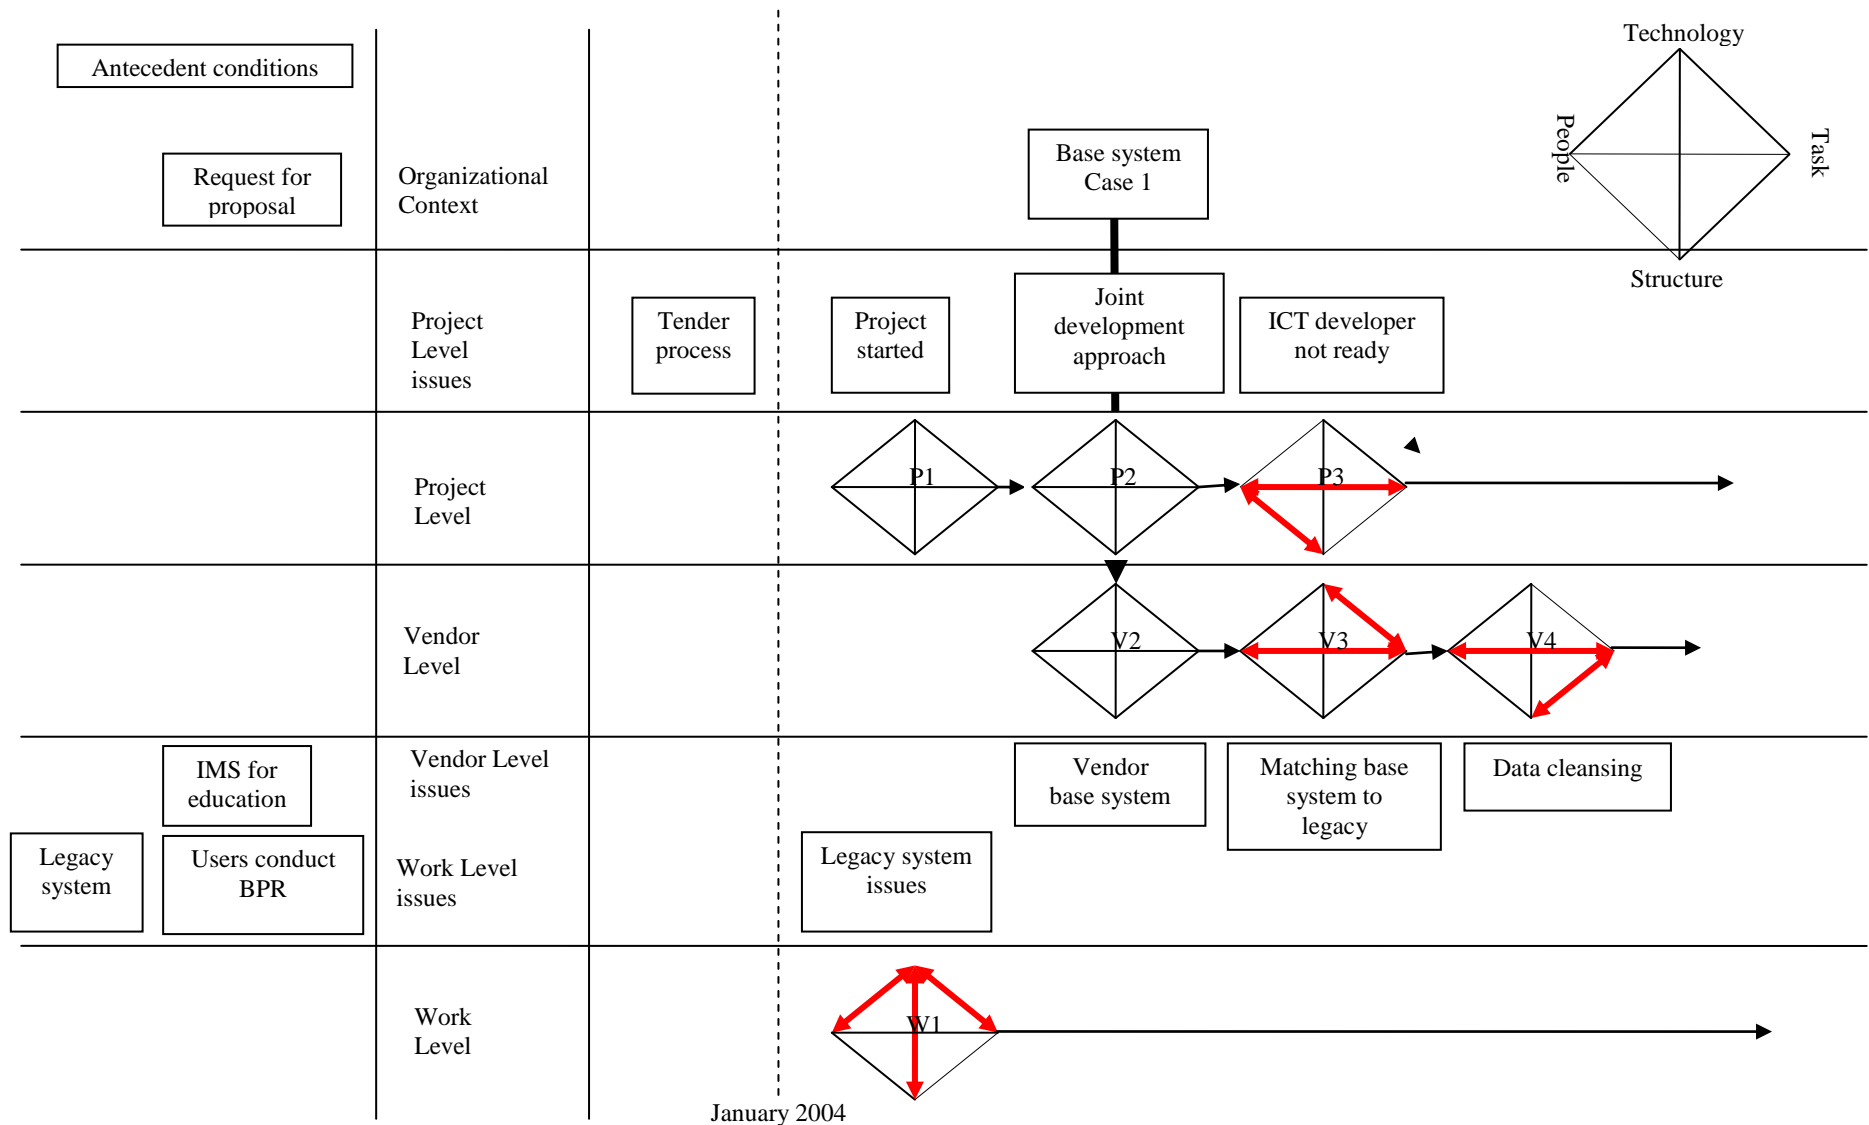 Technology
Antecedent conditions
People
Task
Request for
proposal
Organizational
Context
Base system
Case 1
Structure
Project
Level
issues
Tender
process
Project
started
Joint
development
approach
ICT developer
not ready
Project
Level
P1
P2
P3
Vendor
Level
V2
V3
V4
IMS for
education
Vendor Level
issues
Vendor
base system
Matching base
system to
legacy
Data cleansing
Legacy
system
Users conduct
BPR
Work Level
issues
Legacy system
issues
Work
Level
W1
January 2004